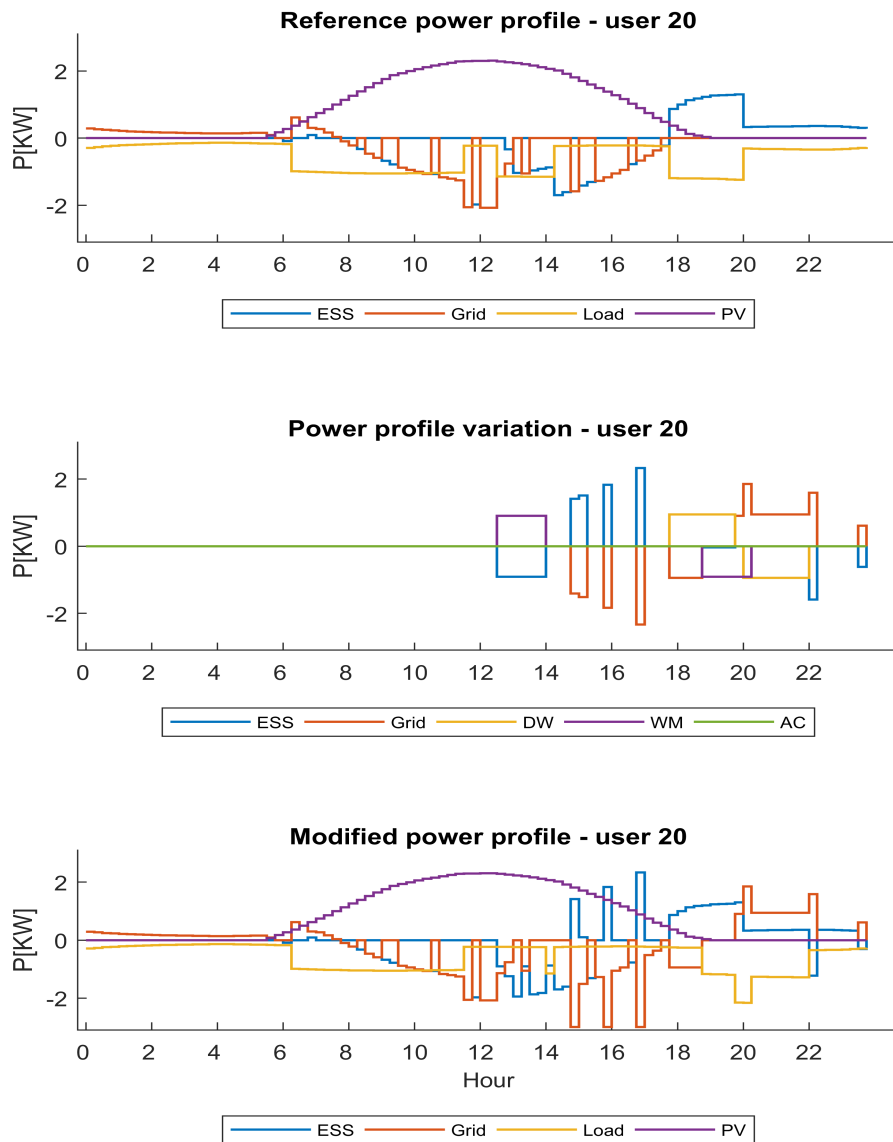 Reference power profile - user 20
P[KW]
2
0
-2
0 2 4 6 8 10 12 14 16 18 20 22
ESS Grid Load PV
Power profile variation - user 20
P[KW]
2
0
-2
0 2 4 6 8 10 12 14 16 18 20 22
ESS Grid DW WM AC
Modified power profile - user 20
P[KW]
2
0
-2
0 2 4 6 8 10 12 14 16 18 20 22
Hour
ESS Grid Load PV